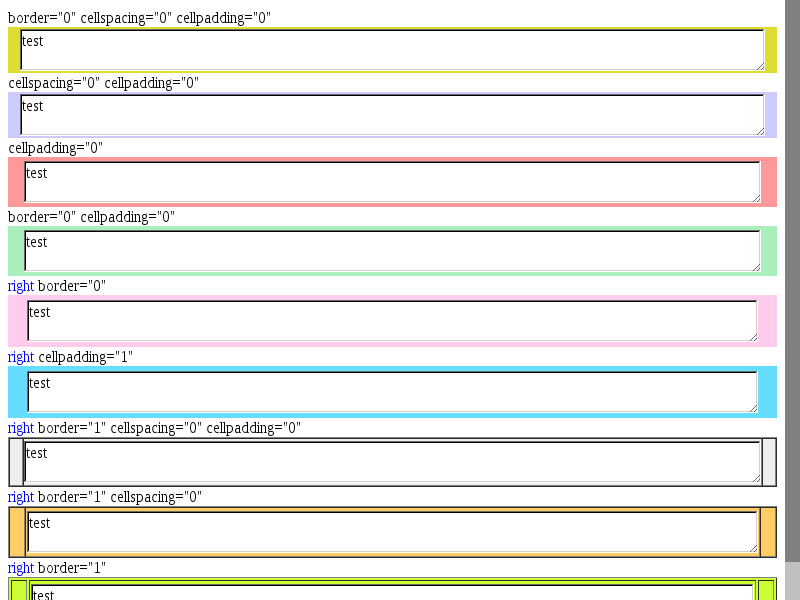 border="0" cellspacing="0" cellpadding="0"
test
cellspacing="0" cellpadding="0"
test
cellpadding="0"
test
border="0" cellpadding="0"
test
right border="0"
test
right cellpadding="1"
test
right border="1" cellspacing="0" cellpadding="0"
test
right border="1" cellspacing="0"
test
right border="1"
test